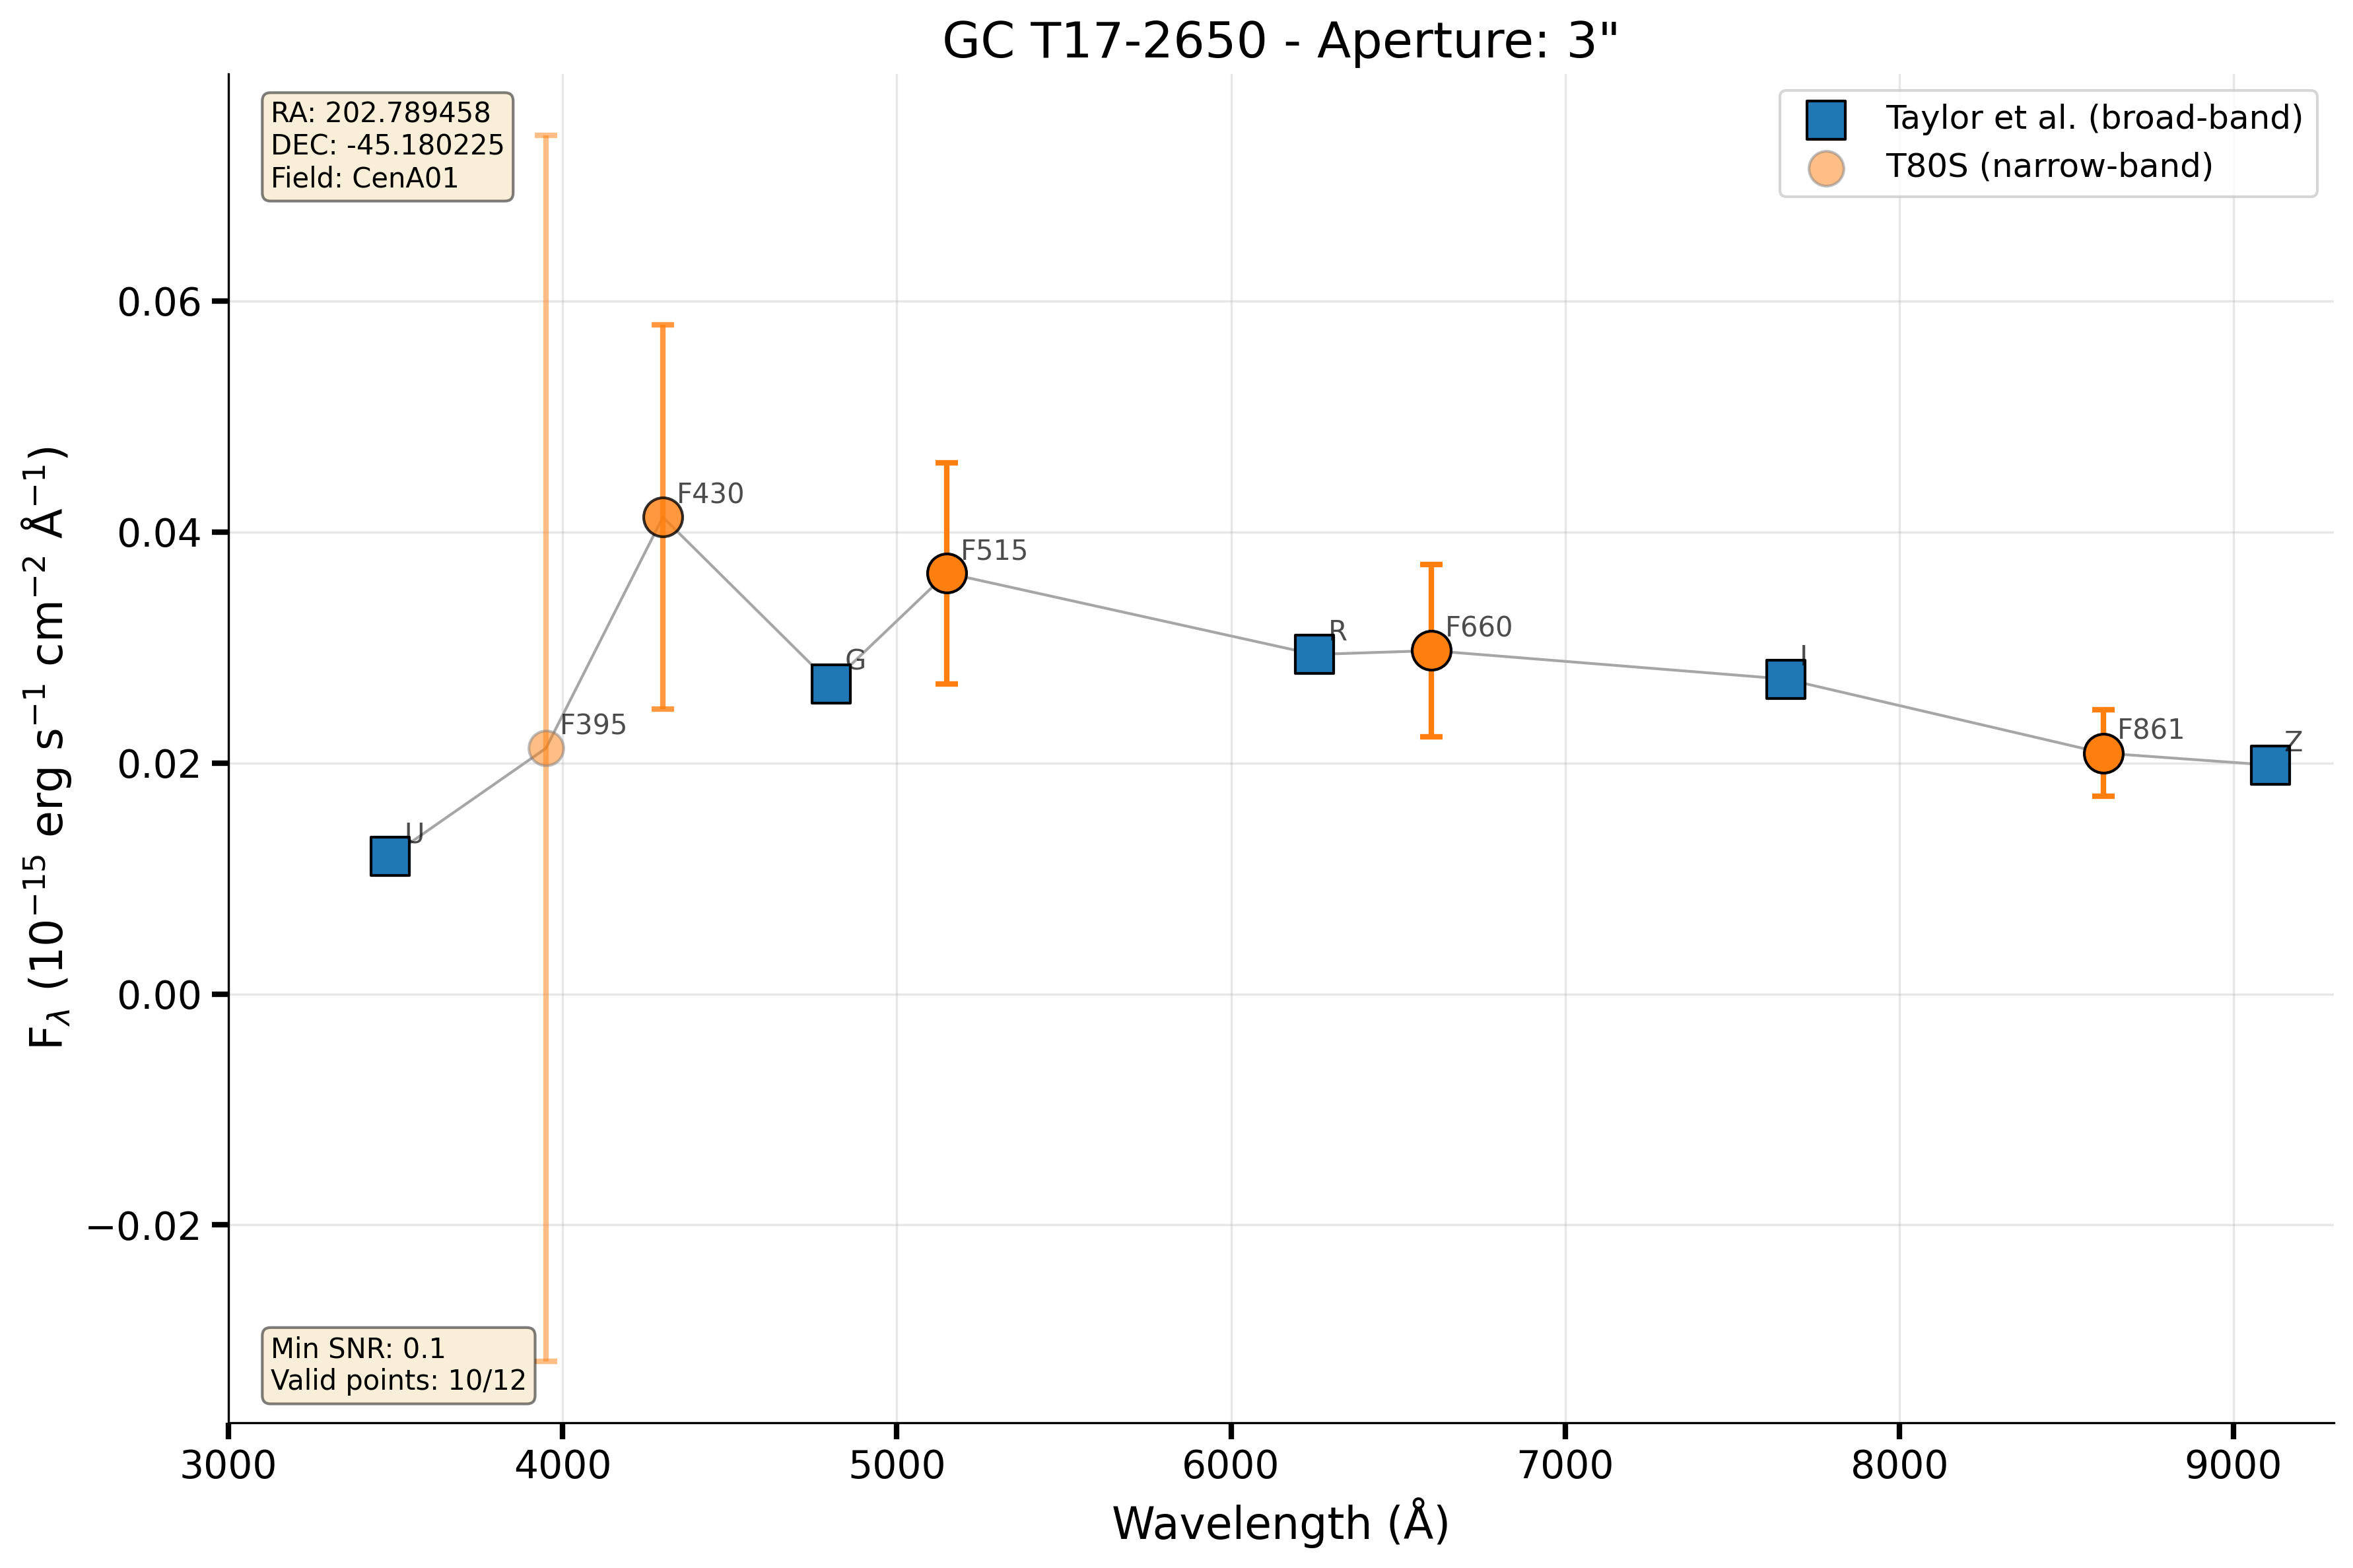 GC T17-2650 - Aperture: 3"
RA: 202.789458
DEC: -45.180225
Field: CenA01
Taylor et al. (broad-band)
T80S (narrow-band)
F_λ (10⁻¹⁵ erg s⁻¹ cm⁻² Å⁻¹)
0.06
0.04
0.02
0.00
−0.02
U
F395
F430
G
F515
R
F660
I
F861
Z
Min SNR: 0.1
Valid points: 10/12
3000 4000 5000 6000 7000 8000 9000
Wavelength (Å)